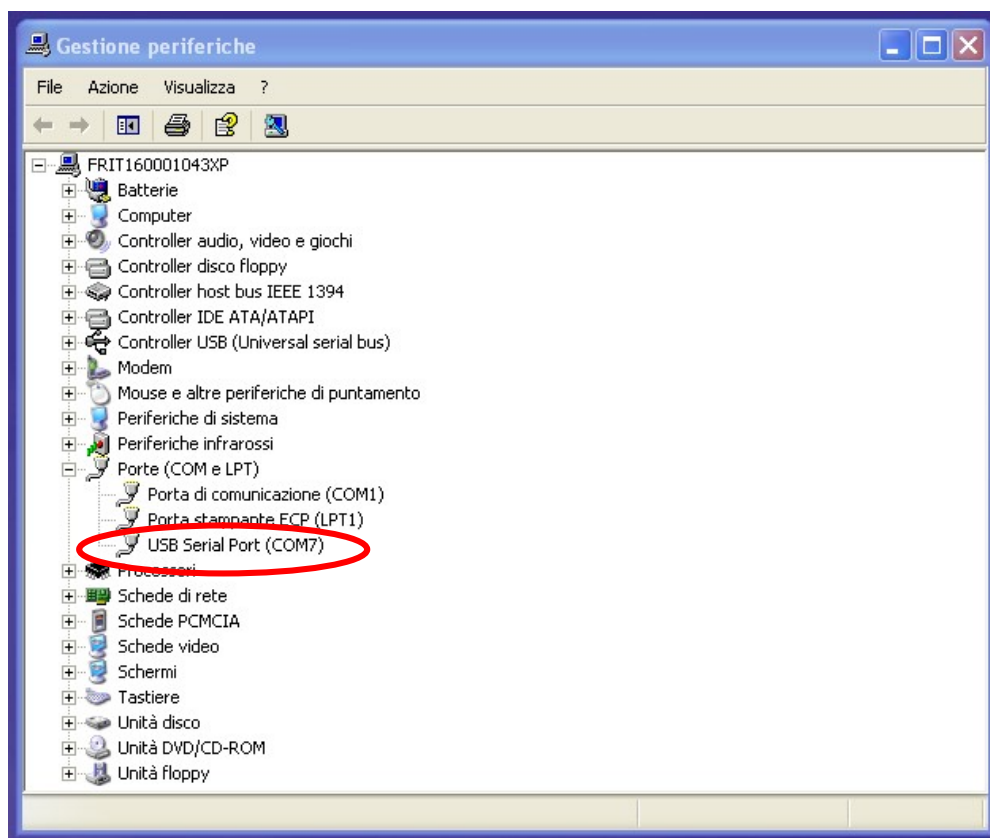 Gestione periferiche
File Azione Visualizza ?
FRIT160001043XP
Batterie
Computer
Controller audio, video e giochi
Controller disco floppy
Controller host bus IEEE 1394
Controller IDE ATA/ATAPI
Controller USB (Universal serial bus)
Modem
Mouse e altre periferiche di puntamento
Periferiche di sistema
Periferiche infrarossi
Porte (COM e LPT)
Porta di comunicazione (COM1)
Porta stampante ECP (LPT1)
USB Serial Port (COM7)
Processori
Schede di rete
Schede PCMCIA
Schede video
Schermi
Tastiere
Unità disco
Unità DVD/CD-ROM
Unità floppy